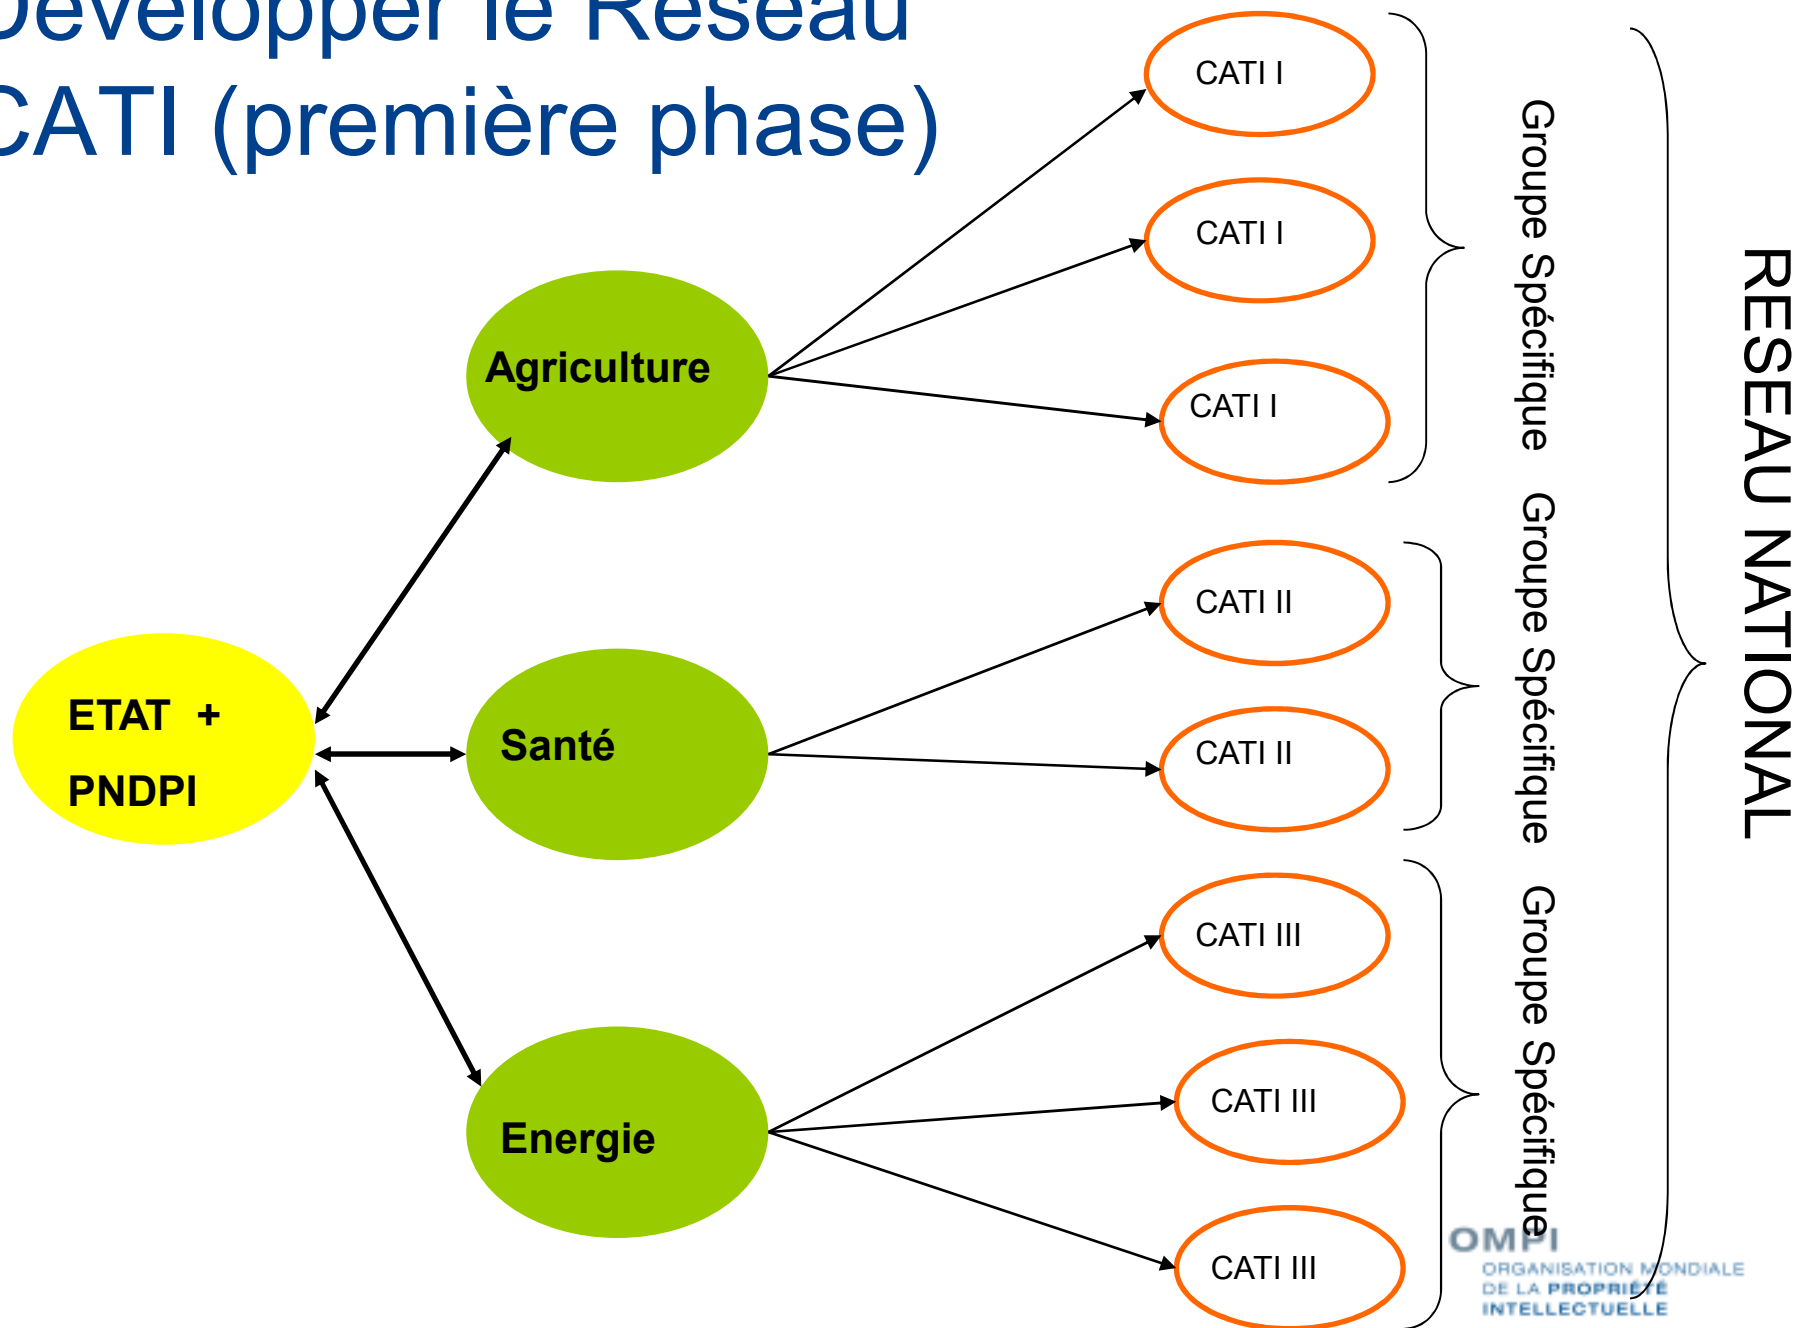 Développer le Réseau
CATI (première phase)
CATI I
CATI I
Agriculture
CATI I
Groupe Spécifique
CATI II
ETAT +
PNDPI
Santé
CATI II
Groupe Spécifique
CATI III
CATI III
Energie
CATI III
Groupe Spécifique
RESEAU NATIONAL
OMPI
ORGANISATION MONDIALE
DE LA PROPRIÉTÉ
INTELLECTUELLE